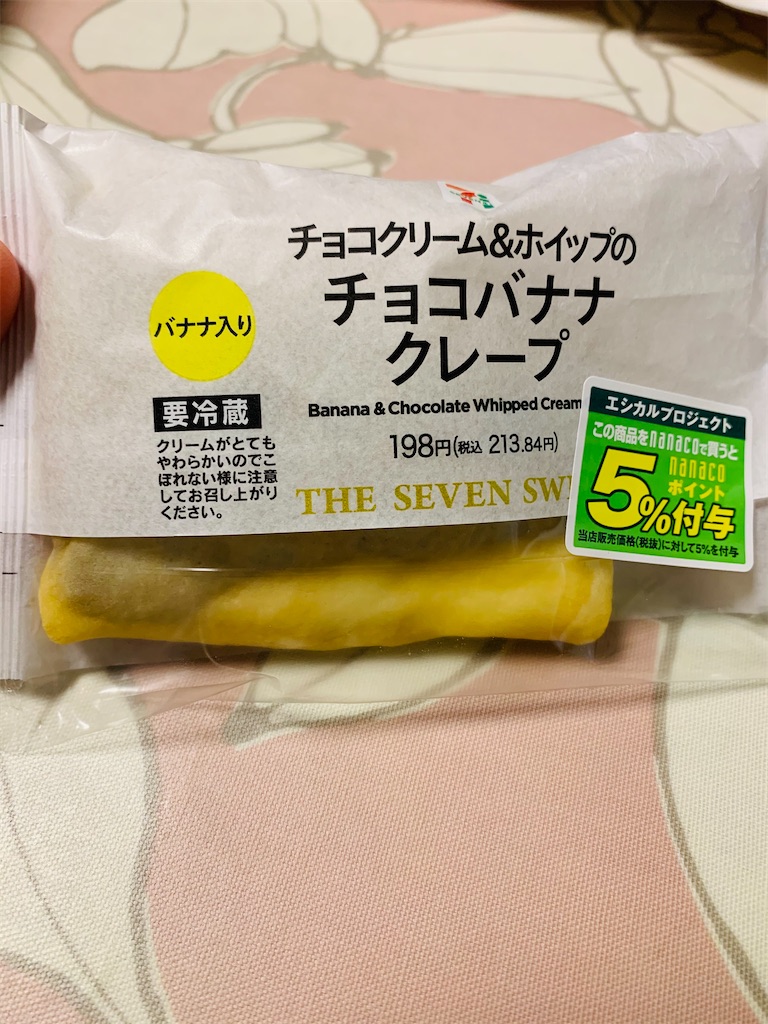 チョコクリーム&ホイップの
チョコバナナ
クレープ
バナナ入り
Banana & Chocolate Whipped Cream
198円(税込 213.84円)
要冷蔵
クリームがとても
やわらかいのでこ
ぼれない様に注意
してお召し上がり
ください。
THE SEVEN
エシカルプロジェクト
この商品をnanacoで買うと
5%付与
nanaco
ポイント
当店販売価格(税抜)に対して5%を付与